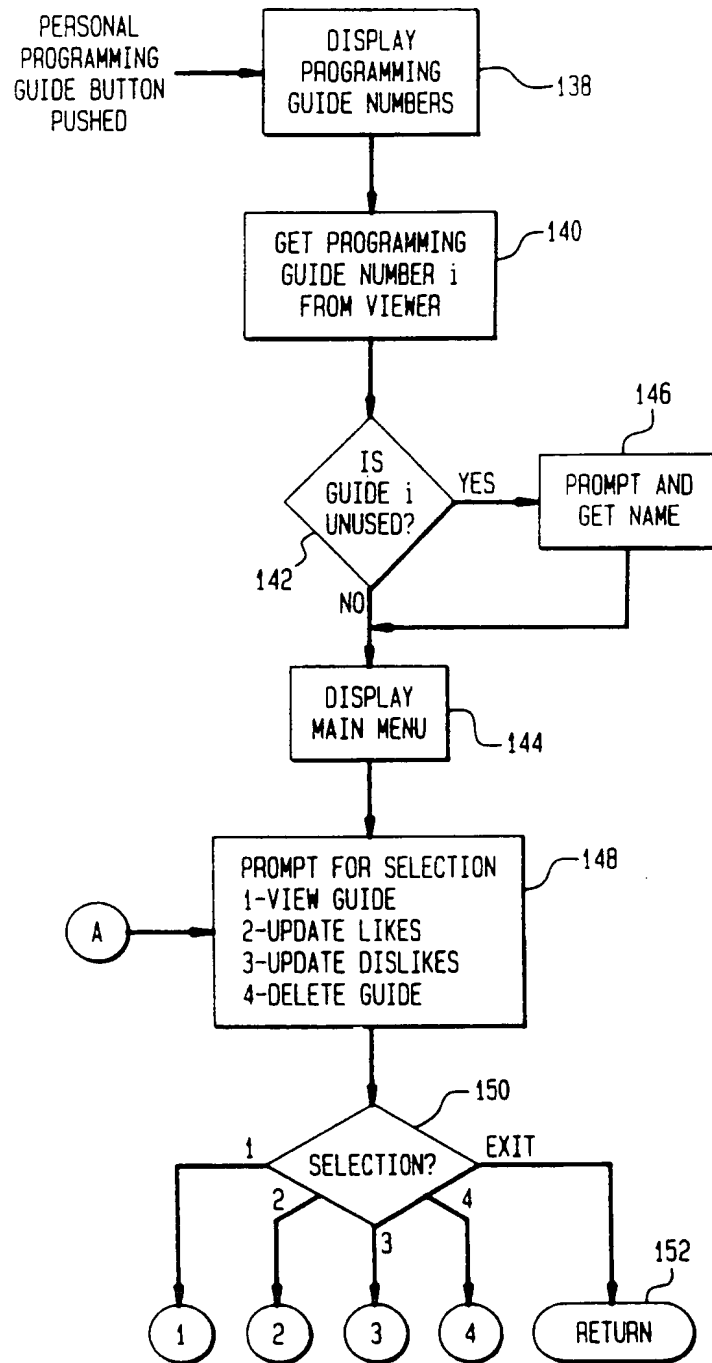 PERSONAL
PROGRAMMING
GUIDE BUTTON
PUSHED
DISPLAY
PROGRAMMING
GUIDE NUMBERS
138
GET PROGRAMMING
GUIDE NUMBER i
FROM VIEWER
140
IS
GUIDE i
UNUSED?
142
YES
NO
146
PROMPT AND
GET NAME
DISPLAY
MAIN MENU
144
A
PROMPT FOR SELECTION
1-VIEW GUIDE
2-UPDATE LIKES
3-UPDATE DISLIKES
4-DELETE GUIDE
148
150
SELECTION?
1
2
3
4
EXIT
152
1
2
3
4
RETURN